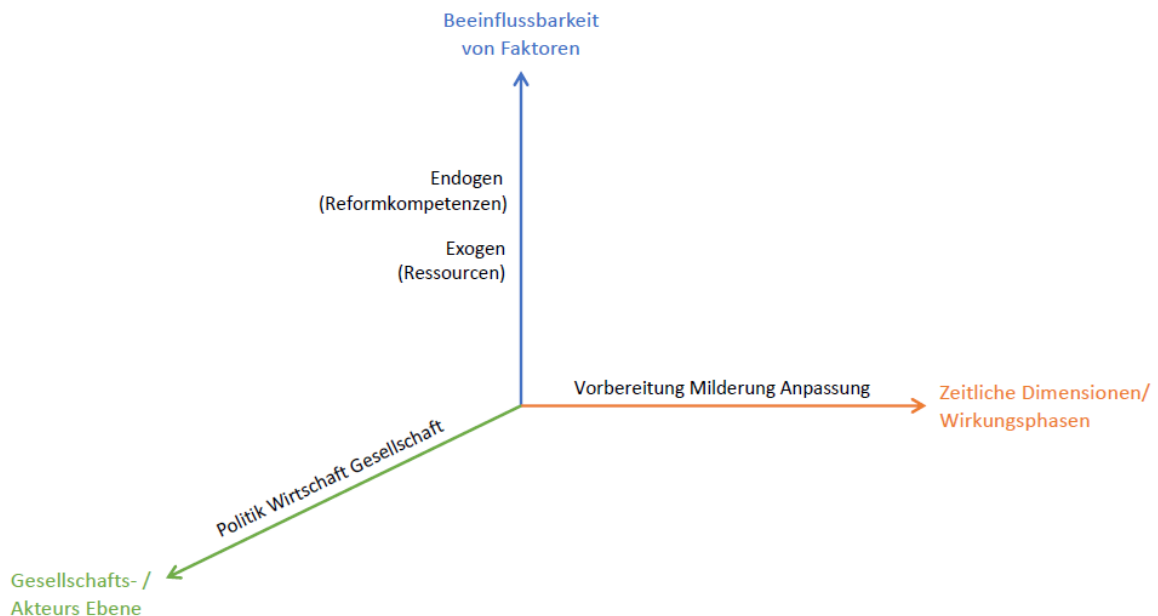 Beeinflussbarkeit
von Faktoren
Endogen
(Reformkompetenzen)
Exogen
(Ressourcen)
Vorbereitung Milderung Anpassung
Zeitliche Dimensionen/
Wirkungsphasen
Politik Wirtschaft Gesellschaft
Gesellschafts- /
Akteurs Ebene